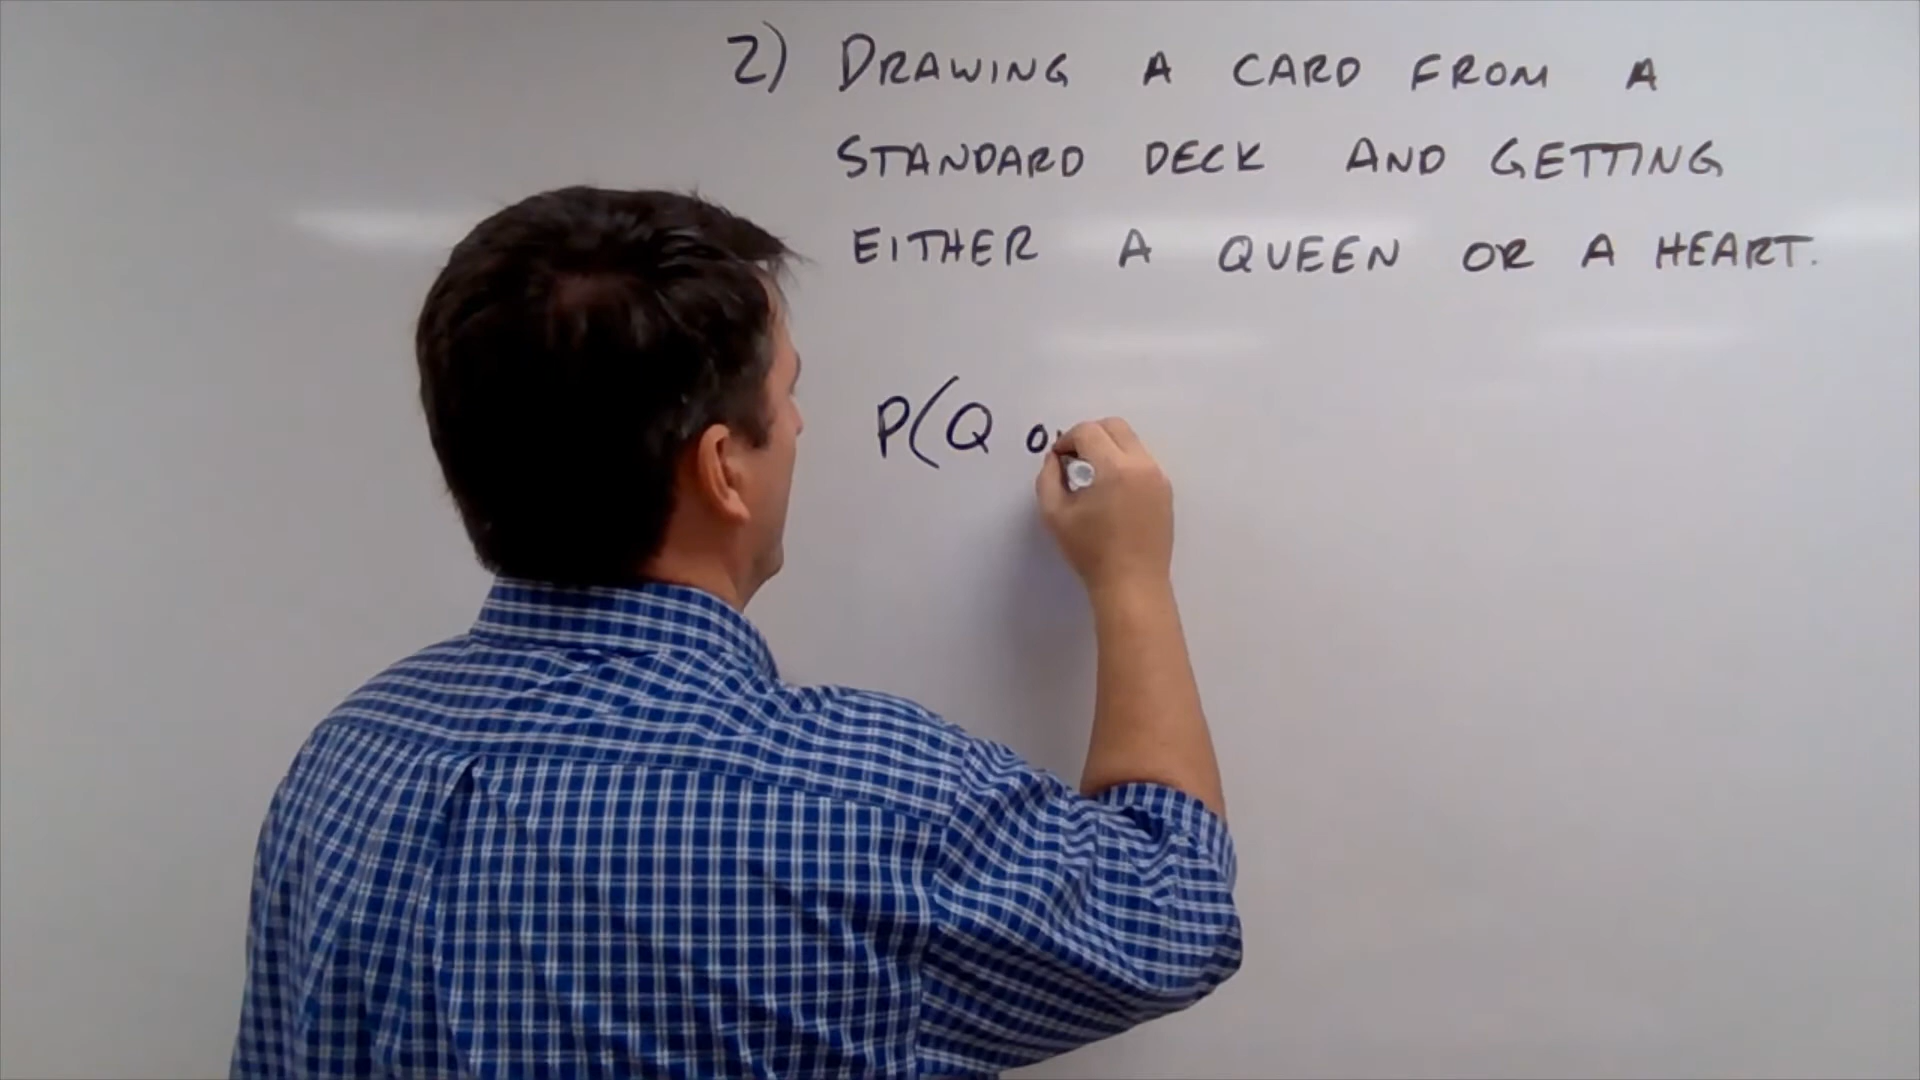 2) DRAWING A CARD FROM A
STANDARD DECK AND GETTING
EITHER A QUEEN OR A HEART.
P(Q